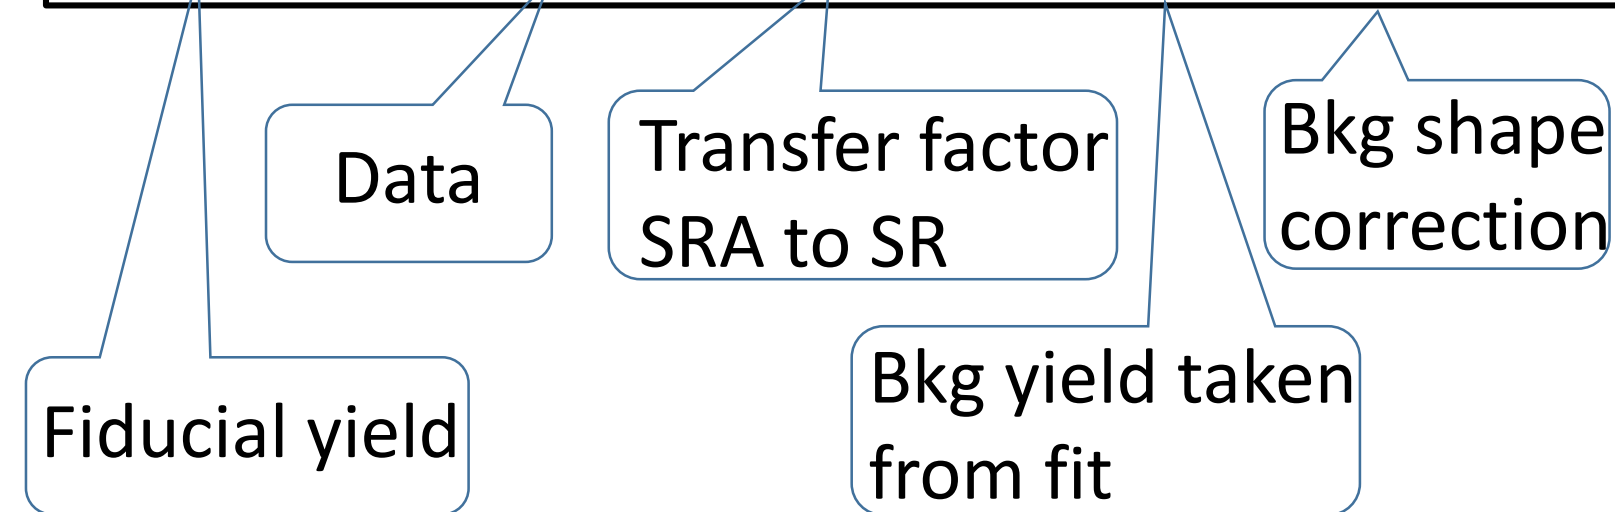 Data
Transfer factor
SRA to SR
Bkg shape
correction
Fiducial yield
Bkg yield taken
from fit